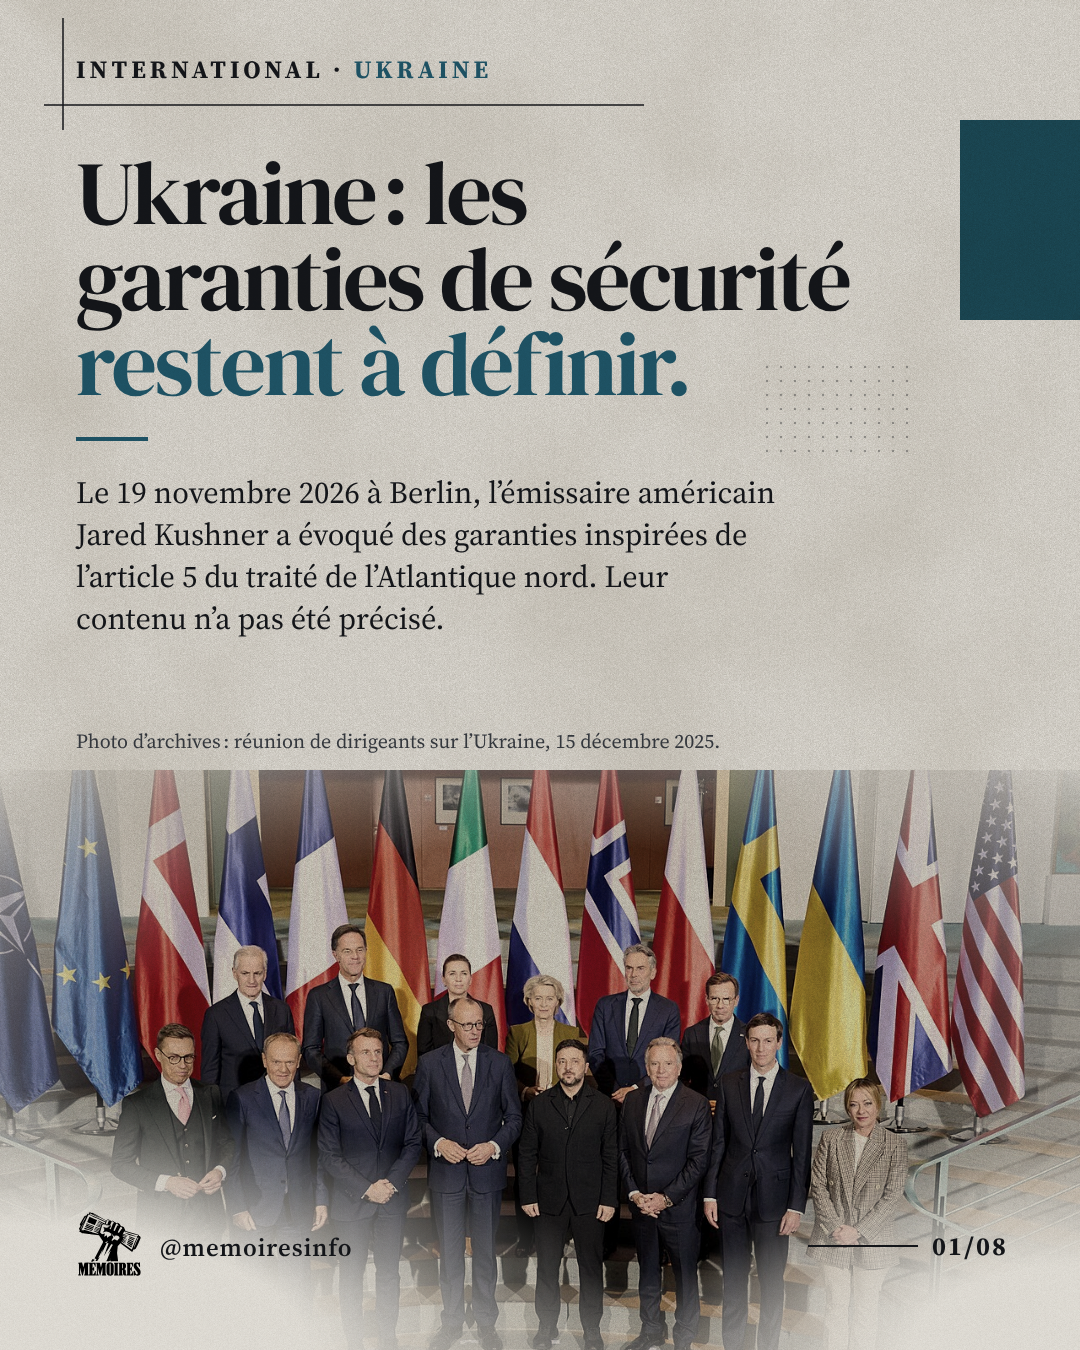 INTERNATIONAL · UKRAINE
Ukraine : les
garanties de sécurité
restent à définir.
Le 19 novembre 2026 à Berlin, l’émissaire américain
Jared Kushner a évoqué des garanties inspirées de
l’article 5 du traité de l’Atlantique nord. Leur
contenu n’a pas été précisé.
Photo d’archives : réunion de dirigeants sur l’Ukraine, 15 décembre 2025.
MÉMOIRES
@memoiresinfo
01/08